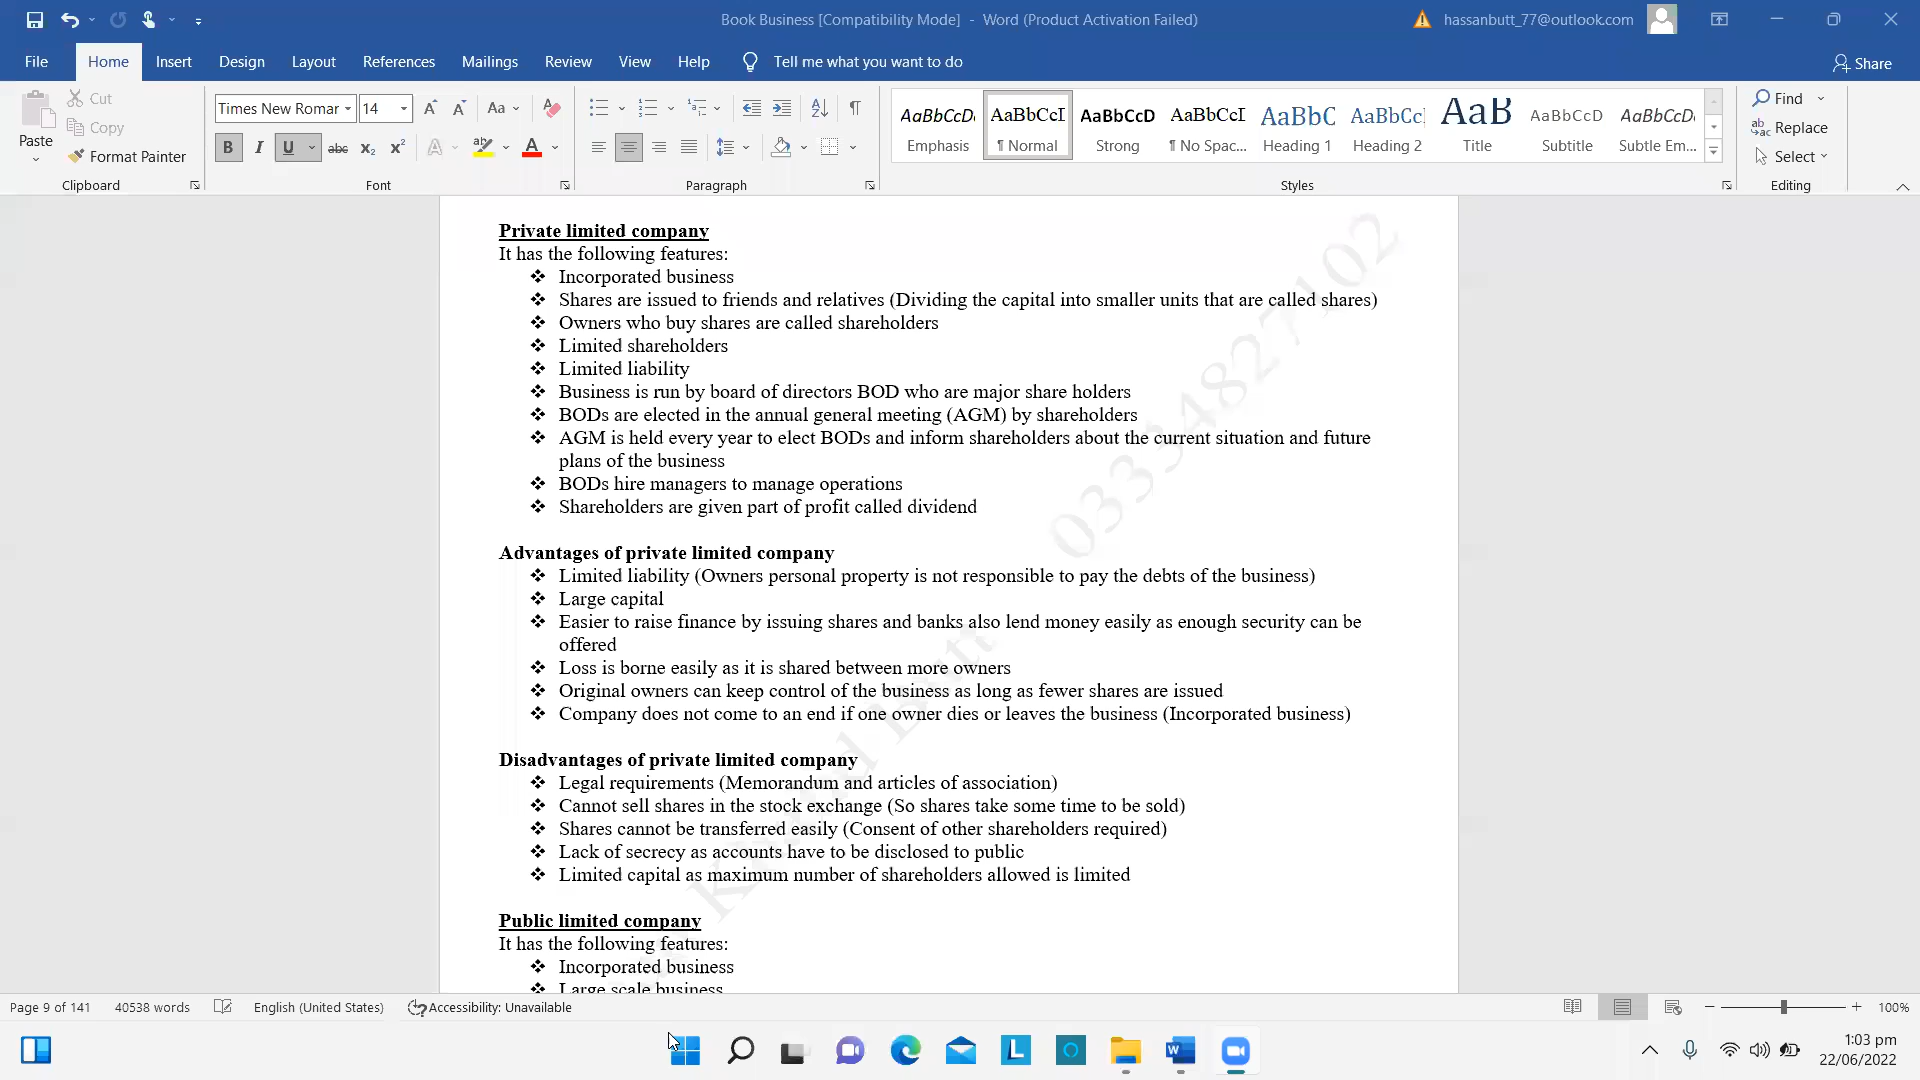 Book Business [Compatibility Mode] - Word (Product Activation Failed)
hassanbutt_77@outlook.com
File Home Insert Design Layout References Mailings Review View Help Tell me what you want to do
Share
Paste
Cut
Copy
Format Painter
Clipboard
Times New Romar 14
Aa
B I U abc x₂ x²
Font
Paragraph
AaBbCcD AaBbCcI AaBbCcD AaBbCcI AaBbC AaBbCc AaB AaBbCcD AaBbCcD
Emphasis ¶ Normal Strong ¶ No Spac... Heading 1 Heading 2 Title Subtitle Subtle Em...
Styles
Find
Replace
Select
Editing
Private limited company
It has the following features:
❖ Incorporated business
❖ Shares are issued to friends and relatives (Dividing the capital into smaller units that are called shares)
❖ Owners who buy shares are called shareholders
❖ Limited shareholders
❖ Limited liability
❖ Business is run by board of directors BOD who are major share holders
❖ BODs are elected in the annual general meeting (AGM) by shareholders
❖ AGM is held every year to elect BODs and inform shareholders about the current situation and future
plans of the business
❖ BODs hire managers to manage operations
❖ Shareholders are given part of profit called dividend
Advantages of private limited company
❖ Limited liability (Owners personal property is not responsible to pay the debts of the business)
❖ Large capital
❖ Easier to raise finance by issuing shares and banks also lend money easily as enough security can be
offered
❖ Loss is borne easily as it is shared between more owners
❖ Original owners can keep control of the business as long as fewer shares are issued
❖ Company does not come to an end if one owner dies or leaves the business (Incorporated business)
Disadvantages of private limited company
❖ Legal requirements (Memorandum and articles of association)
❖ Cannot sell shares in the stock exchange (So shares take some time to be sold)
❖ Shares cannot be transferred easily (Consent of other shareholders required)
❖ Lack of secrecy as accounts have to be disclosed to public
❖ Limited capital as maximum number of shareholders allowed is limited
Public limited company
It has the following features:
❖ Incorporated business
❖ Large scale business
03334827102
Butt
Page 9 of 141 40538 words English (United States) Accessibility: Unavailable
100%
1:03 pm
22/06/2022